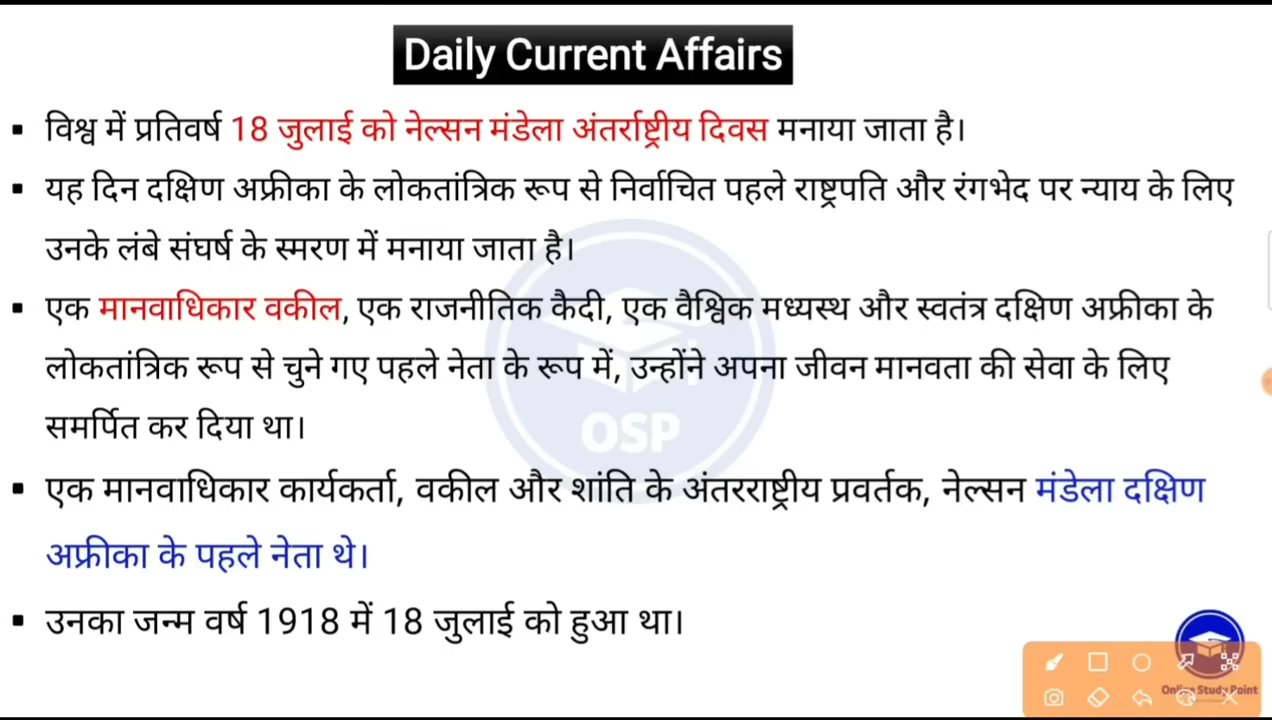 Daily Current Affairs
▪ विश्व में प्रतिवर्ष 18 जुलाई को नेल्सन मंडेला अंतर्राष्ट्रीय दिवस मनाया जाता है।
▪ यह दिन दक्षिण अफ्रीका के लोकतांत्रिक रूप से निर्वाचित पहले राष्ट्रपति और रंगभेद पर न्याय के लिए
उनके लंबे संघर्ष के स्मरण में मनाया जाता है।
▪ एक मानवाधिकार वकील, एक राजनीतिक कैदी, एक वैश्विक मध्यस्थ और स्वतंत्र दक्षिण अफ्रीका के
लोकतांत्रिक रूप से चुने गए पहले नेता के रूप में, उन्होंने अपना जीवन मानवता की सेवा के लिए
समर्पित कर दिया था।
OSP
▪ एक मानवाधिकार कार्यकर्ता, वकील और शांति के अंतरराष्ट्रीय प्रवर्तक, नेल्सन मंडेला दक्षिण
अफ्रीका के पहले नेता थे।
▪ उनका जन्म वर्ष 1918 में 18 जुलाई को हुआ था।
Online Study Point